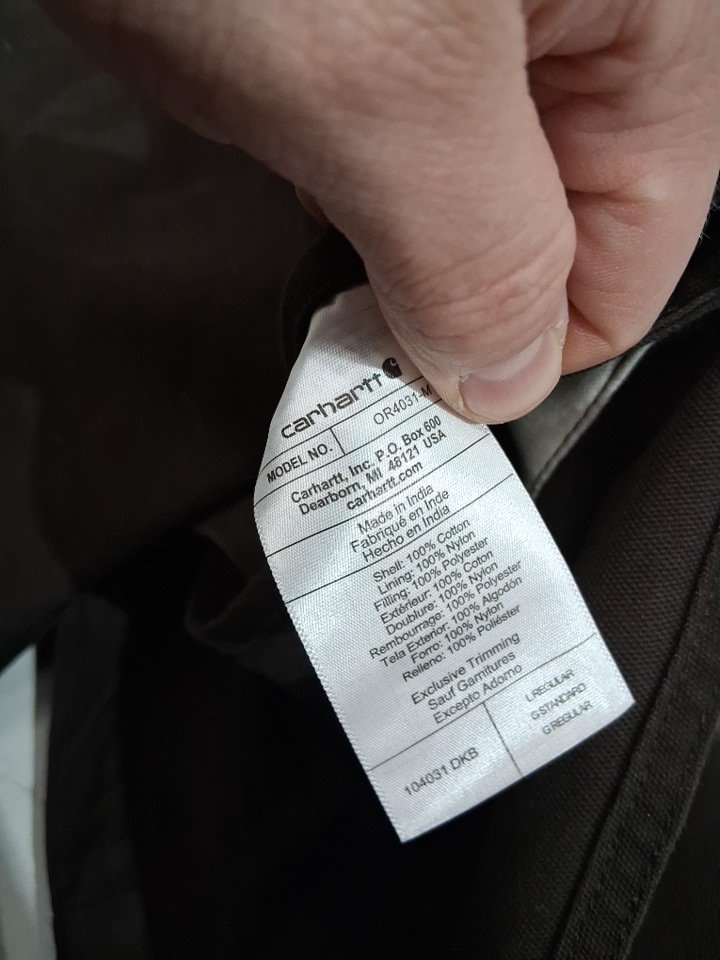 carhartt
MODEL NO. OR4031-M
Carhartt, Inc. P.O. Box 600
Dearborn, MI 48121 USA
carhartt.com
Made in India
Fabriqué en Inde
Hecho en India
Shell: 100% Cotton
Lining: 100% Nylon
Filling: 100% Polyester
Extérieur: 100% Coton
Doublure: 100% Nylon
Rembourrage: 100% Polyester
Tela Exterior: 100% Algodón
Forro: 100% Nylon
Relleno: 100% Poliéster
Exclusive Trimming
Sauf Garnitures
Excepto Adorno
104031 DKB
L REGULAR
G STANDARD
G REGULAR